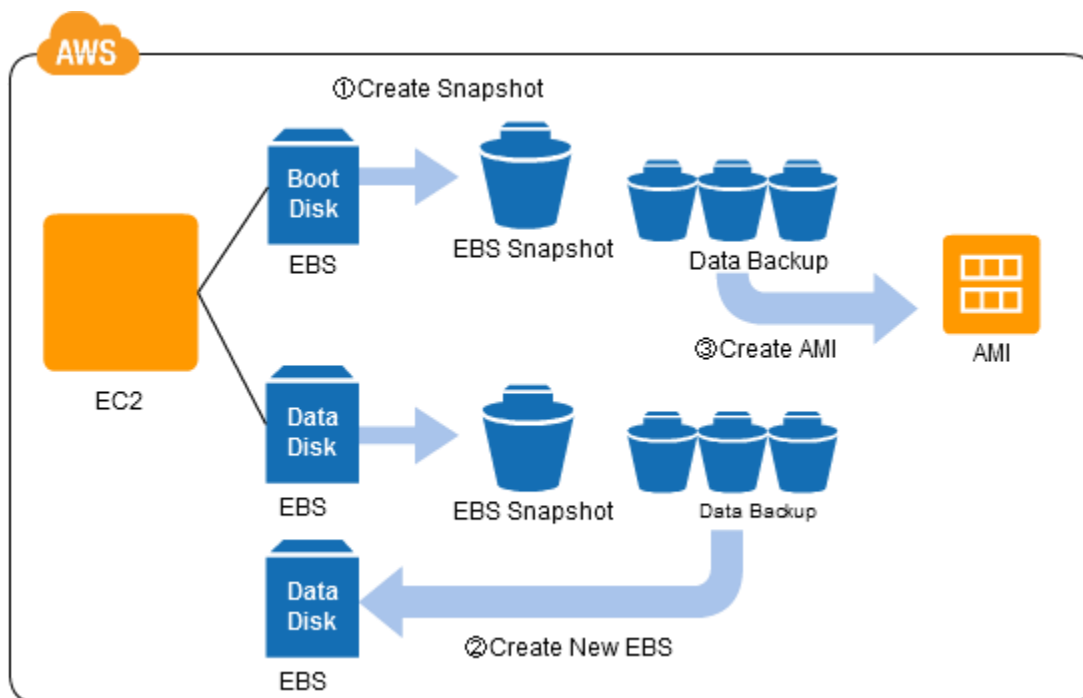 AWS
①Create Snapshot
Boot
Disk
EBS
EBS Snapshot
Data Backup
③Create AMI
AMI
EC2
Data
Disk
EBS
EBS Snapshot
Data Backup
Data
Disk
②Create New EBS
EBS